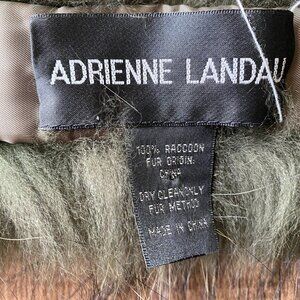 ADRIENNE LANDAU
100% RACCOON
FUR ORIGIN:
CHINA
DRY CLEAN ONLY
FUR METHOD
MADE IN CHINA